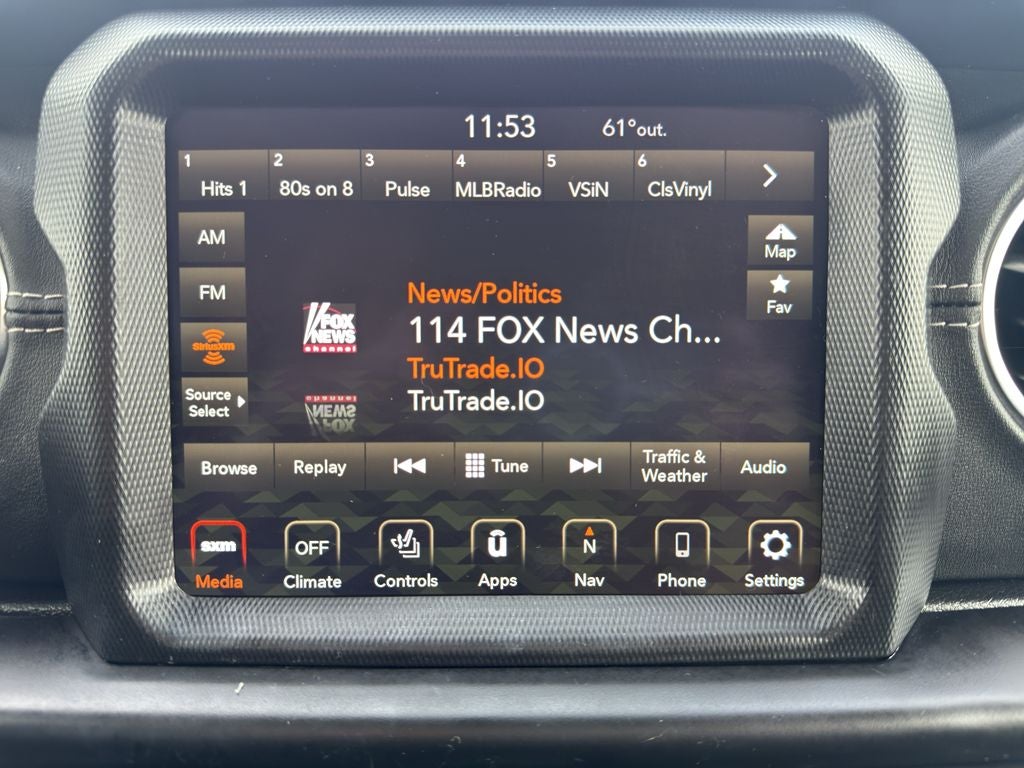 11:53 61°out.
1 2 3 4 5 6
Hits 1 80s on 8 Pulse MLBRadio VSiN ClsVinyl
AM
Map
FM
Fav
News/Politics
FOX
NEWS
channel
114 FOX News Ch...
SiriusXM
TruTrade.IO
Source
Select
TruTrade.IO
Browse Replay Tune Traffic &
Weather Audio
sxm OFF û N
Media Climate Controls Apps Nav Phone Settings